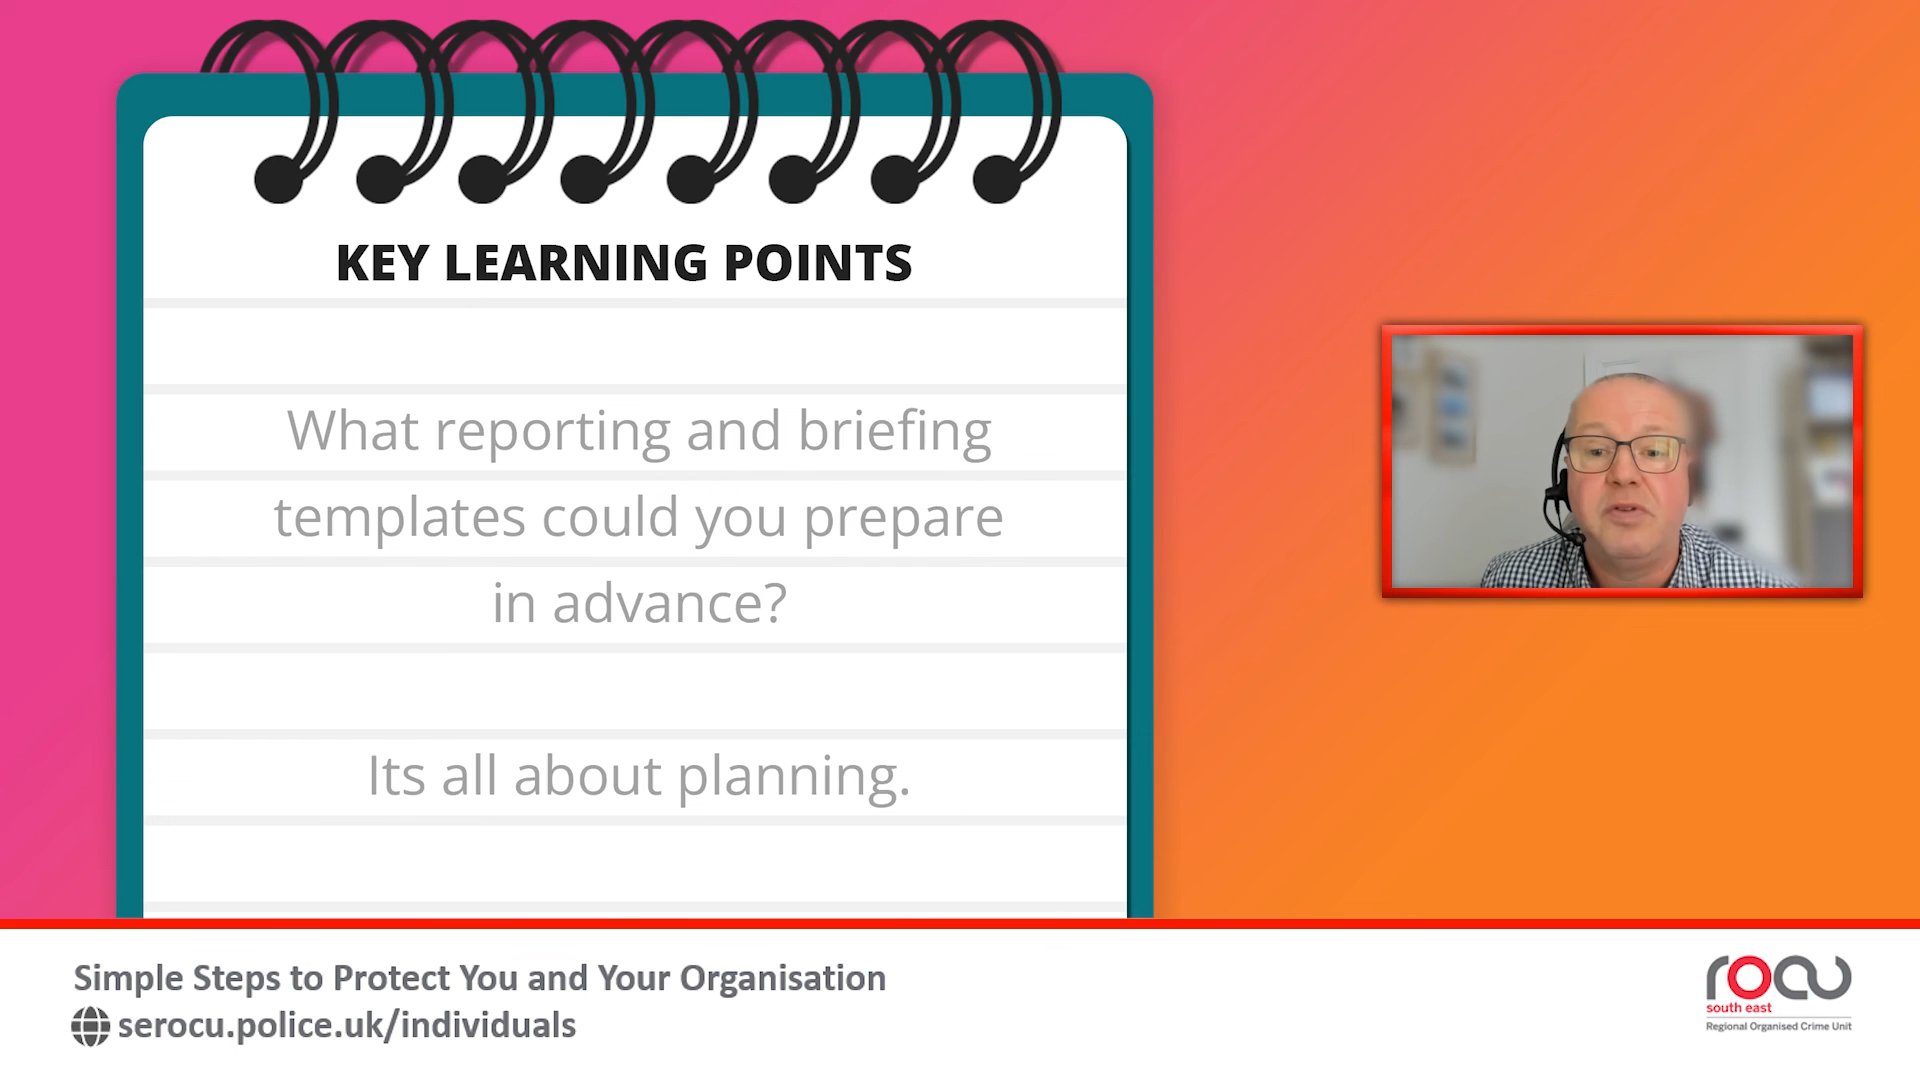 KEY LEARNING POINTS
What reporting and briefing
templates could you prepare
in advance?
Its all about planning.
Simple Steps to Protect You and Your Organisation
serocu.police.uk/individuals
rocu
south east
Regional Organised Crime Unit